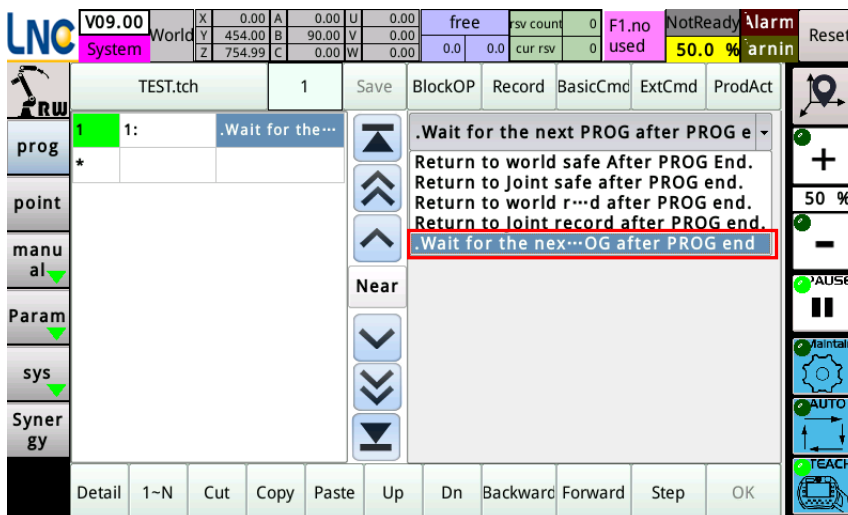 LNC
V09.00
System
World
X 0.00 A 0.00 U 0.00
Y 454.00 B 90.00 V 0.00
Z 754.99 C 0.00 W 0.00
free
0.0 0.0
rsv count 0
cur rsv 0
F1.no
used
NotReady
50.0 %
Alarm
arnin
Reset
RW
TEST.tch
1
Save
BlockOP
Record
BasicCmd
ExtCmd
ProdAct
1 1: .Wait for the…
*
.Wait for the next PROG after PROG e
Return to world safe After PROG End.
Return to Joint safe after PROG end.
Return to world r…d after PROG end.
Return to Joint record after PROG end.
.Wait for the nex…OG after PROG end
Near
prog
point
manu
al
Param
sys
Syner
gy
+
50 %
-
PAUSE
Maintain
AUTO
TEACH
Detail
1~N
Cut
Copy
Paste
Up
Dn
Backward
Forward
Step
OK